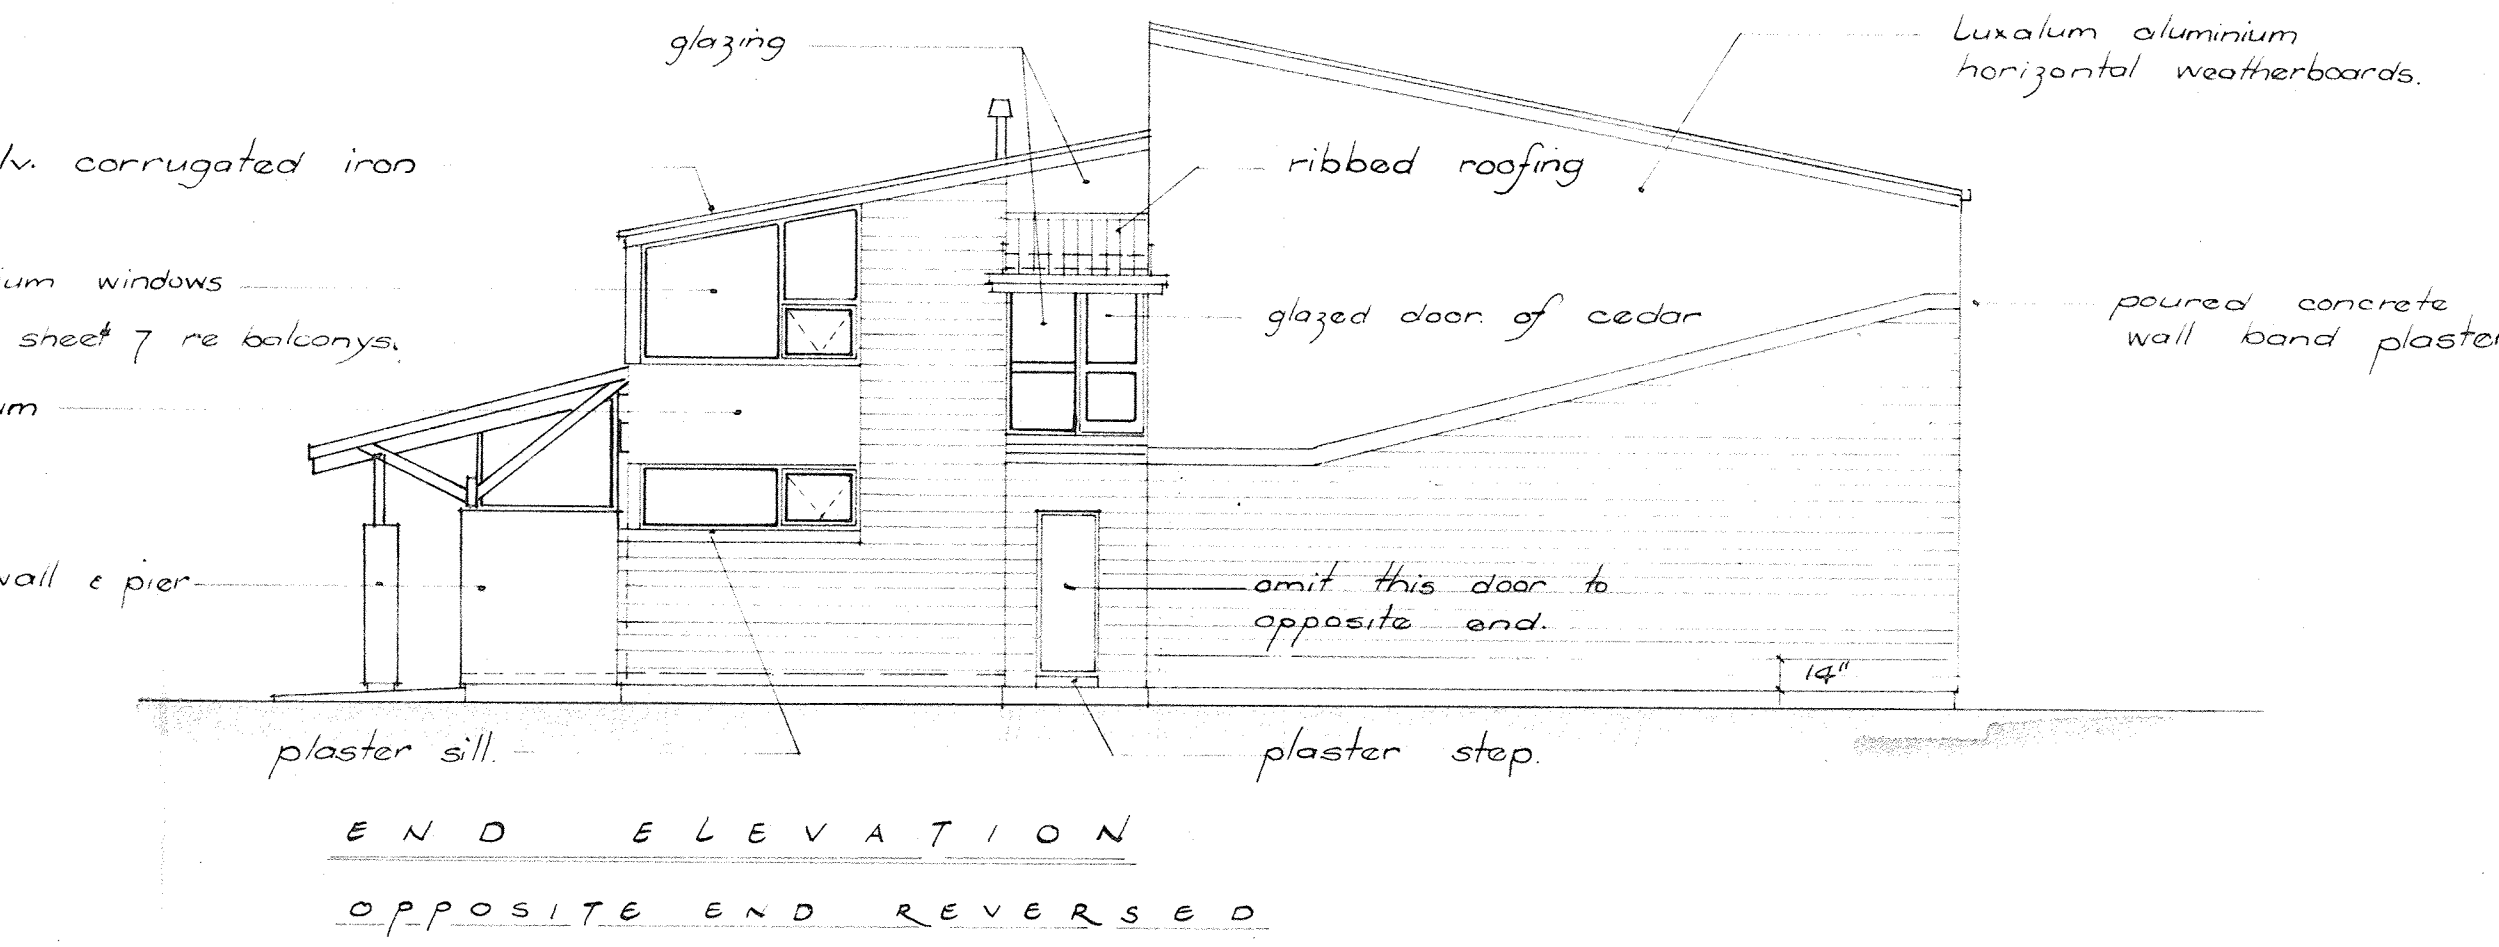 glazing
Luxalum aluminium
horizontal weatherboards.
lv. corrugated iron
ribbed roofing
ium windows
sheet 7 re balconys.
glazed door. of cedar
poured concrete
wall band plaster
um
wall & pier
omit this door to
opposite end.
14"
plaster sill.
plaster step.
END ELEVATION
OPPOSITE END REVERSED